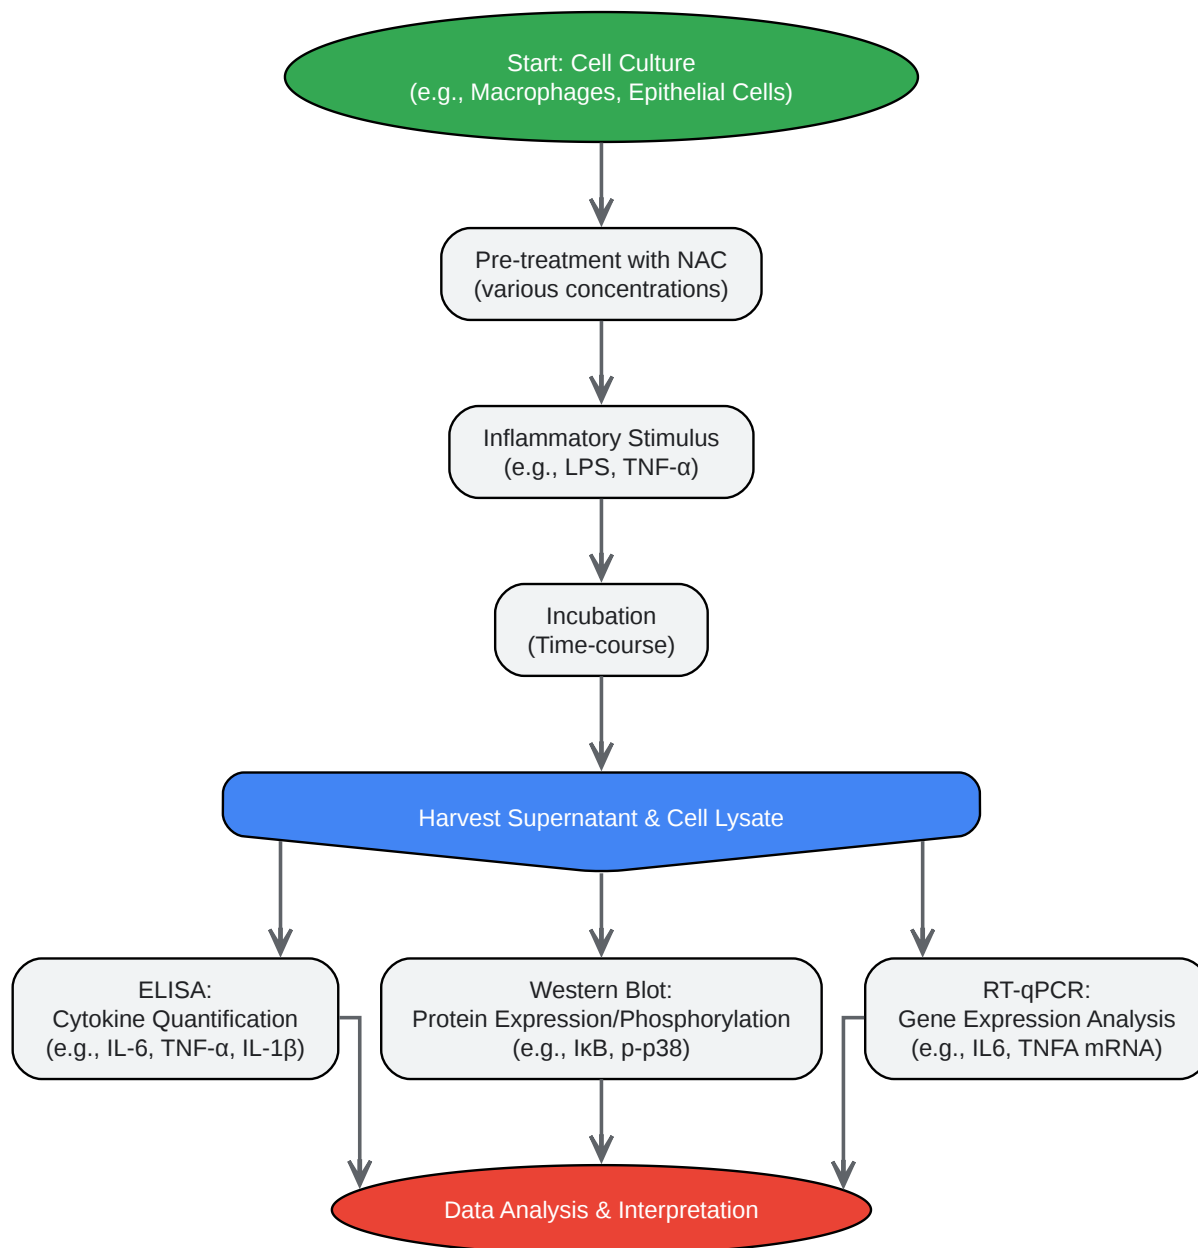 Start: Cell Culture
(e.g., Macrophages, Epithelial Cells)
Pre-treatment with NAC
(various concentrations)
Inflammatory Stimulus
(e.g., LPS, TNF-α)
Incubation
(Time-course)
Harvest Supernatant & Cell Lysate
ELISA:
Cytokine Quantification
(e.g., IL-6, TNF-α, IL-1β)
Western Blot:
Protein Expression/Phosphorylation
(e.g., IκB, p-p38)
RT-qPCR:
Gene Expression Analysis
(e.g., IL6, TNFA mRNA)
Data Analysis & Interpretation